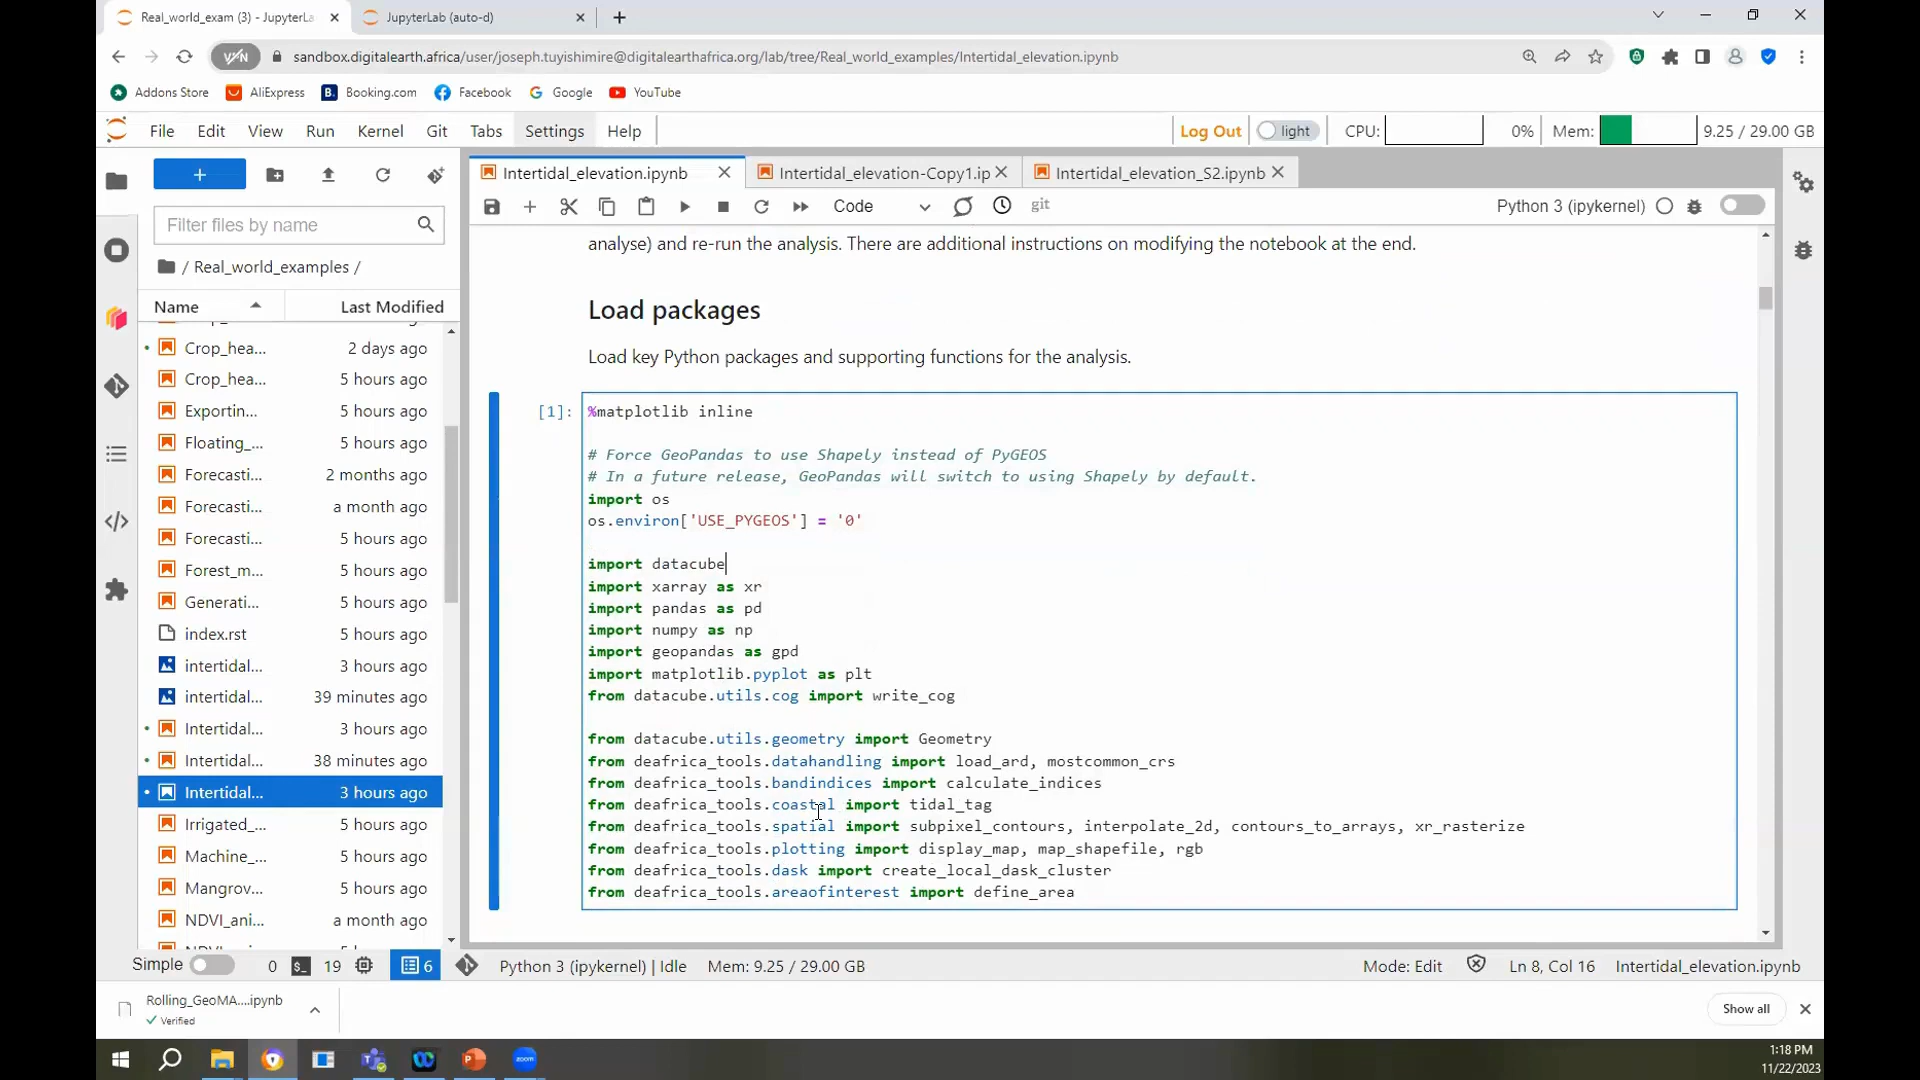 Real_world_exam (3) - JupyterLa
JupyterLab (auto-d)
sandbox.digitalearth.africa/user/joseph.tuyishimire@digitalearthafrica.org/lab/tree/Real_world_examples/Intertidal_elevation.ipynb
Addons Store
AliExpress
Booking.com
Facebook
Google
YouTube
File
Edit
View
Run
Kernel
Git
Tabs
Settings
Help
Log Out
light
CPU:
0%
Mem:
9.25 / 29.00 GB
Intertidal_elevation.ipynb
Intertidal_elevation-Copy1.ip
Intertidal_elevation_S2.ipynb
Code
git
Python 3 (ipykernel)
Filter files by name
/ Real_world_examples /
Name
Last Modified
Crop_hea... 2 days ago
Crop_hea... 5 hours ago
Exportin... 5 hours ago
Floating_... 5 hours ago
Forecasti... 2 months ago
Forecasti... a month ago
Forecasti... 5 hours ago
Forest_m... 5 hours ago
Generati... 5 hours ago
index.rst 5 hours ago
intertidal... 3 hours ago
intertidal... 39 minutes ago
Intertidal... 3 hours ago
Intertidal... 38 minutes ago
Intertidal... 3 hours ago
Irrigated_... 5 hours ago
Machine_... 5 hours ago
Mangrov... 5 hours ago
NDVI_ani... a month ago
analyse) and re-run the analysis. There are additional instructions on modifying the notebook at the end.
Load packages
Load key Python packages and supporting functions for the analysis.
[1]:
%matplotlib inline
# Force GeoPandas to use Shapely instead of PyGEOS
# In a future release, GeoPandas will switch to using Shapely by default.
import os
os.environ['USE_PYGEOS'] = '0'
import datacube
import xarray as xr
import pandas as pd
import numpy as np
import geopandas as gpd
import matplotlib.pyplot as plt
from datacube.utils.cog import write_cog
from datacube.utils.geometry import Geometry
from deafrica_tools.datahandling import load_ard, mostcommon_crs
from deafrica_tools.bandindices import calculate_indices
from deafrica_tools.coastal import tidal_tag
from deafrica_tools.spatial import subpixel_contours, interpolate_2d, contours_to_arrays, xr_rasterize
from deafrica_tools.plotting import display_map, map_shapefile, rgb
from deafrica_tools.dask import create_local_dask_cluster
from deafrica_tools.areaofinterest import define_area
Simple
0
19
6
Python 3 (ipykernel) | Idle
Mem: 9.25 / 29.00 GB
Mode: Edit
Ln 8, Col 16
Intertidal_elevation.ipynb
Rolling_GeoMA....ipynb
Verified
Show all
zoom
1:18 PM
11/22/2023